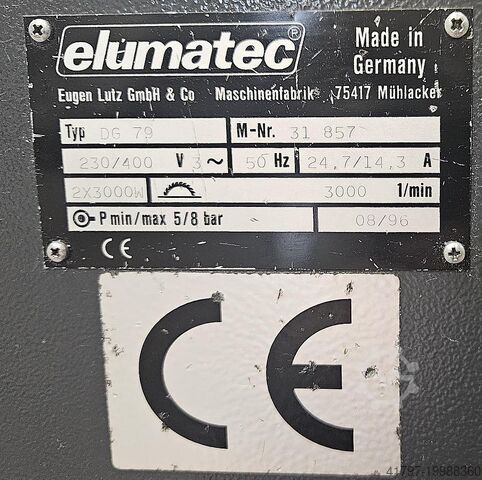 elumatec®
Made in
Germany
Eugen Lutz GmbH & Co Maschinenfabrik 75417 Mühlacker
Typ DG 79 M-Nr. 31 857
230/400 V 3~ 50 Hz 24,7/14,3 A
2X3000W 3000 1/min
P min/max 5/8 bar 08/96
CE
CE
41797-19988360